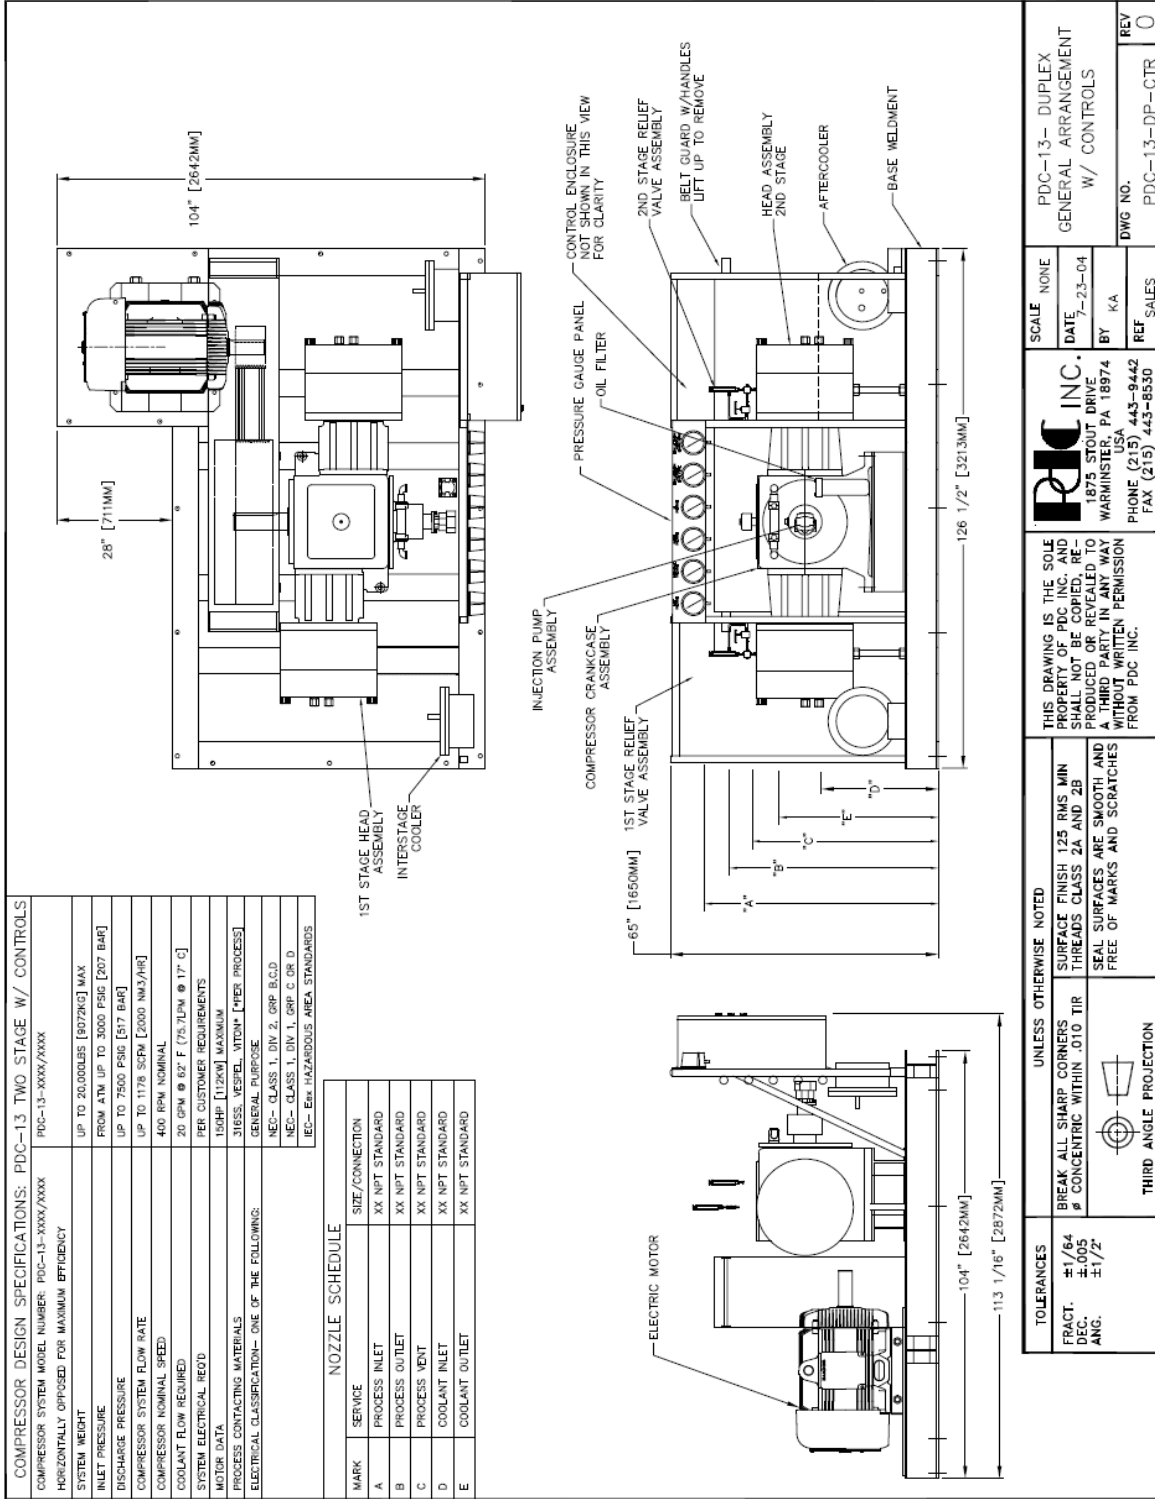 COMPRESSOR DESIGN SPECIFICATIONS: PDC-13 TWO STAGE W/ CONTROLS
COMPRESSOR SYSTEM MODEL NUMBER: PDC-13-XXXX/XXXX PDC-13-XXXX/XXXX
HORIZONTALLY OPPOSED FOR MAXIMUM EFFICIENCY
SYSTEM WEIGHT UP TO 20,000LBS [9072KG] MAX
INLET PRESSURE FROM ATM UP TO 3000 PSIG [207 BAR]
DISCHARGE PRESSURE UP TO 7500 PSIG [517 BAR]
COMPRESSOR SYSTEM FLOW RATE UP TO 1178 SCFM [2000 NM3/HR]
COMPRESSOR NOMINAL SPEED 400 RPM NOMINAL
COOLANT FLOW REQUIRED 20 GPM @ 62° F (75.7LPM @ 17° C]
SYSTEM ELECTRICAL REQ'D PER CUSTOMER REQUIREMENTS
MOTOR DATA 150HP [112KW] MAXIMUM
PROCESS CONTACTING MATERIALS 316SS, VESPEL, VITON* [*PER PROCESS]
ELECTRICAL CLASSIFICATION- ONE OF THE FOLLOWING: GENERAL PURPOSE
NEC- CLASS 1, DIV 2, GRP B,C,D
NEC- CLASS 1, DIV 1, GRP C OR D
IEC- Eex HAZARDOUS AREA STANDARDS
NOZZLE SCHEDULE
MARK SERVICE SIZE/CONNECTION
A PROCESS INLET XX NPT STANDARD
B PROCESS OUTLET XX NPT STANDARD
C PROCESS VENT XX NPT STANDARD
D COOLANT INLET XX NPT STANDARD
E COOLANT OUTLET XX NPT STANDARD
104" [2642MM]
28" [711MM]
1ST STAGE HEAD
ASSEMBLY
INTERSTAGE
COOLER
ELECTRIC MOTOR
104" [2642MM]
113 1/16" [2872MM]
65" [1650MM]
"A"
"B"
"C"
"E"
"D"
1ST STAGE RELIEF
VALVE ASSEMBLY
COMPRESSOR CRANKCASE
ASSEMBLY
INJECTION PUMP
ASSEMBLY
PRESSURE GAUGE PANEL
OIL FILTER
CONTROL ENCLOSURE
NOT SHOWN IN THIS VIEW
FOR CLARITY
2ND STAGE RELIEF
VALVE ASSEMBLY
BELT GUARD W/HANDLES
LIFT UP TO REMOVE
HEAD ASSEMBLY
2ND STAGE
AFTERCOOLER
BASE WELDMENT
126 1/2" [3213MM]
TOLERANCES
FRACT. ±1/64
DEC. ±.005
ANG. ±1/2°
UNLESS OTHERWISE NOTED
BREAK ALL SHARP CORNERS
ø CONCENTRIC WITHIN .010 TIR
SURFACE FINISH 125 RMS MIN
THREADS CLASS 2A AND 2B
SEAL SURFACES ARE SMOOTH AND
FREE OF MARKS AND SCRATCHES
THIRD ANGLE PROJECTION
THIS DRAWING IS THE SOLE
PROPERTY OF PDC INC. AND
SHALL NOT BE COPIED, RE-
PRODUCED OR REVEALED TO
A THIRD PARTY IN ANY WAY
WITHOUT WRITTEN PERMISSION
FROM PDC INC.
PDC INC.
1875 STOUT DRIVE
WARMINSTER, PA 18974
USA
PHONE (215) 443-9442
FAX (215) 443-8530
SCALE NONE
DATE 7-23-04
BY KA
REF SALES
PDC-13- DUPLEX
GENERAL ARRANGEMENT
W/ CONTROLS
DWG NO. PDC-13-DP-CTR
REV 0